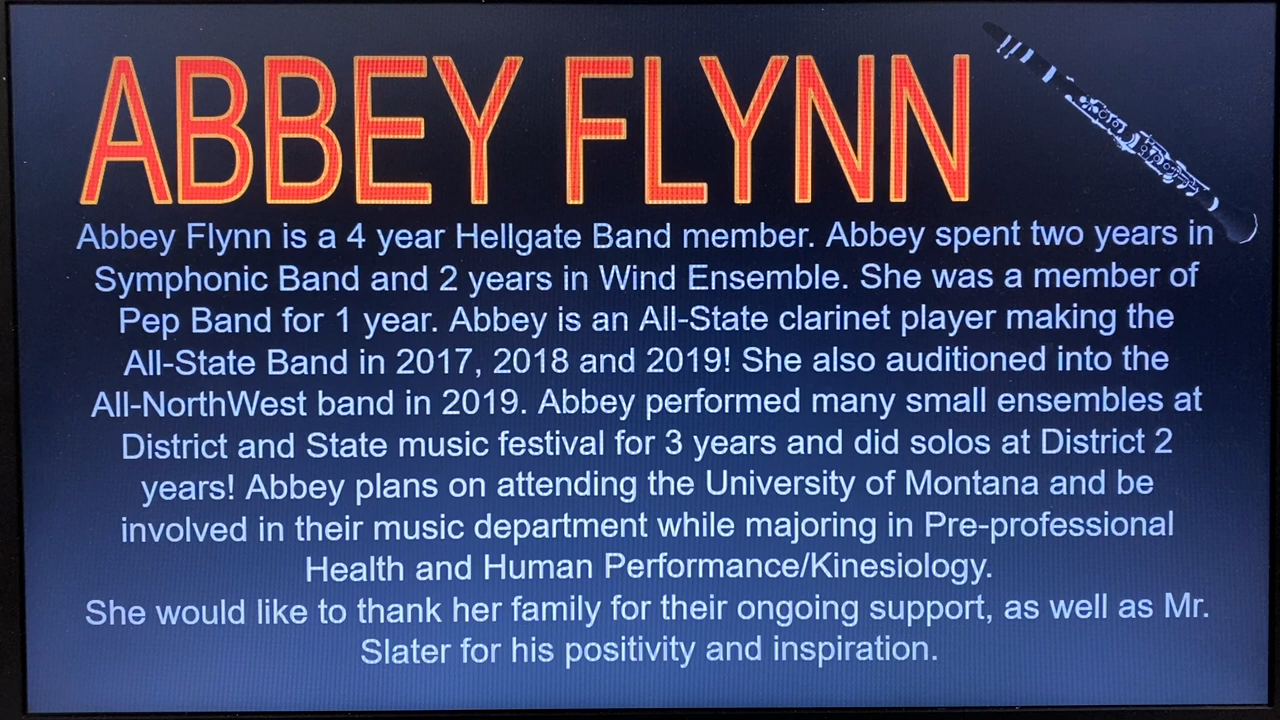 ABBEY FLYNN
Abbey Flynn is a 4 year Hellgate Band member. Abbey spent two years in
Symphonic Band and 2 years in Wind Ensemble. She was a member of
Pep Band for 1 year. Abbey is an All-State clarinet player making the
All-State Band in 2017, 2018 and 2019! She also auditioned into the
All-NorthWest band in 2019. Abbey performed many small ensembles at
District and State music festival for 3 years and did solos at District 2
years! Abbey plans on attending the University of Montana and be
involved in their music department while majoring in Pre-professional
Health and Human Performance/Kinesiology.
She would like to thank her family for their ongoing support, as well as Mr.
Slater for his positivity and inspiration.